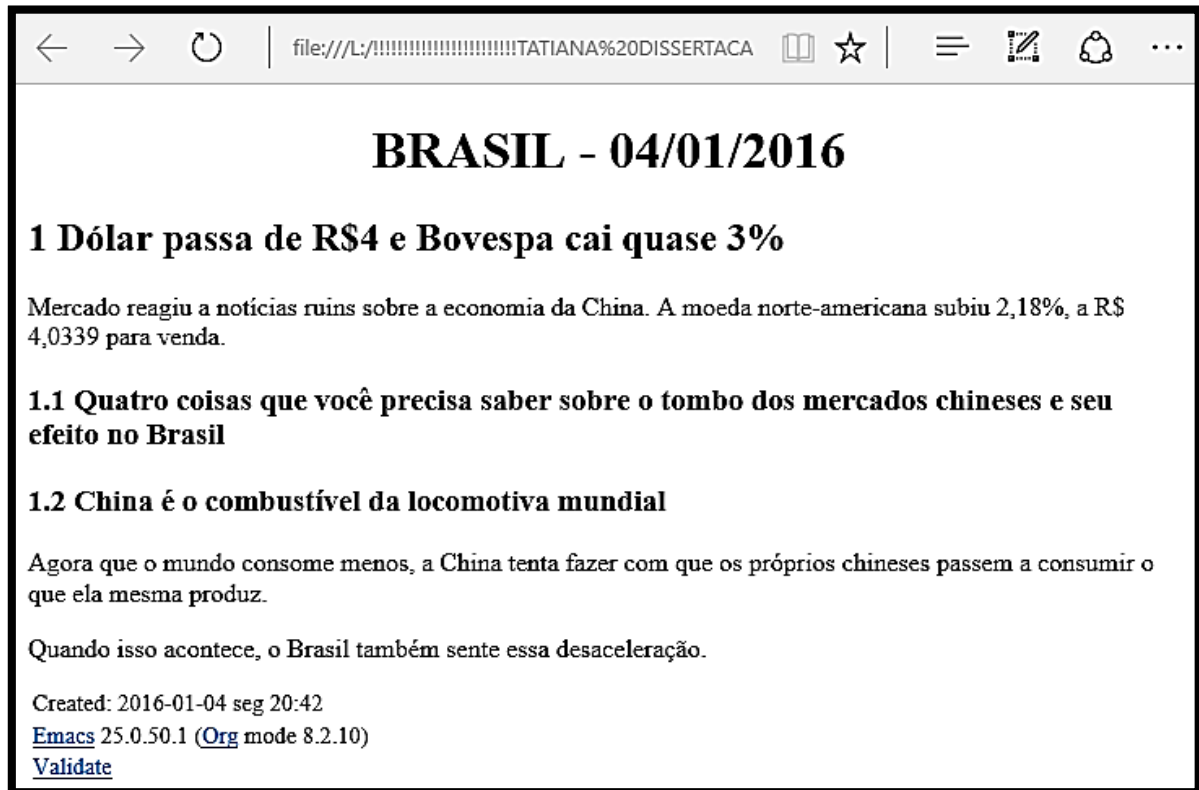 file:///L:/!!!!!!!!!!!!!!!!!!!!!!!!!TATIANA%20DISSERTACA
BRASIL - 04/01/2016
1 Dólar passa de R$4 e Bovespa cai quase 3%
Mercado reagiu a notícias ruins sobre a economia da China. A moeda norte-americana subiu 2,18%, a R$
4,0339 para venda.
1.1 Quatro coisas que você precisa saber sobre o tombo dos mercados chineses e seu
efeito no Brasil
1.2 China é o combustível da locomotiva mundial
Agora que o mundo consome menos, a China tenta fazer com que os próprios chineses passem a consumir o
que ela mesma produz.
Quando isso acontece, o Brasil também sente essa desaceleração.
Created: 2016-01-04 seg 20:42
Emacs 25.0.50.1 (Org mode 8.2.10)
Validate